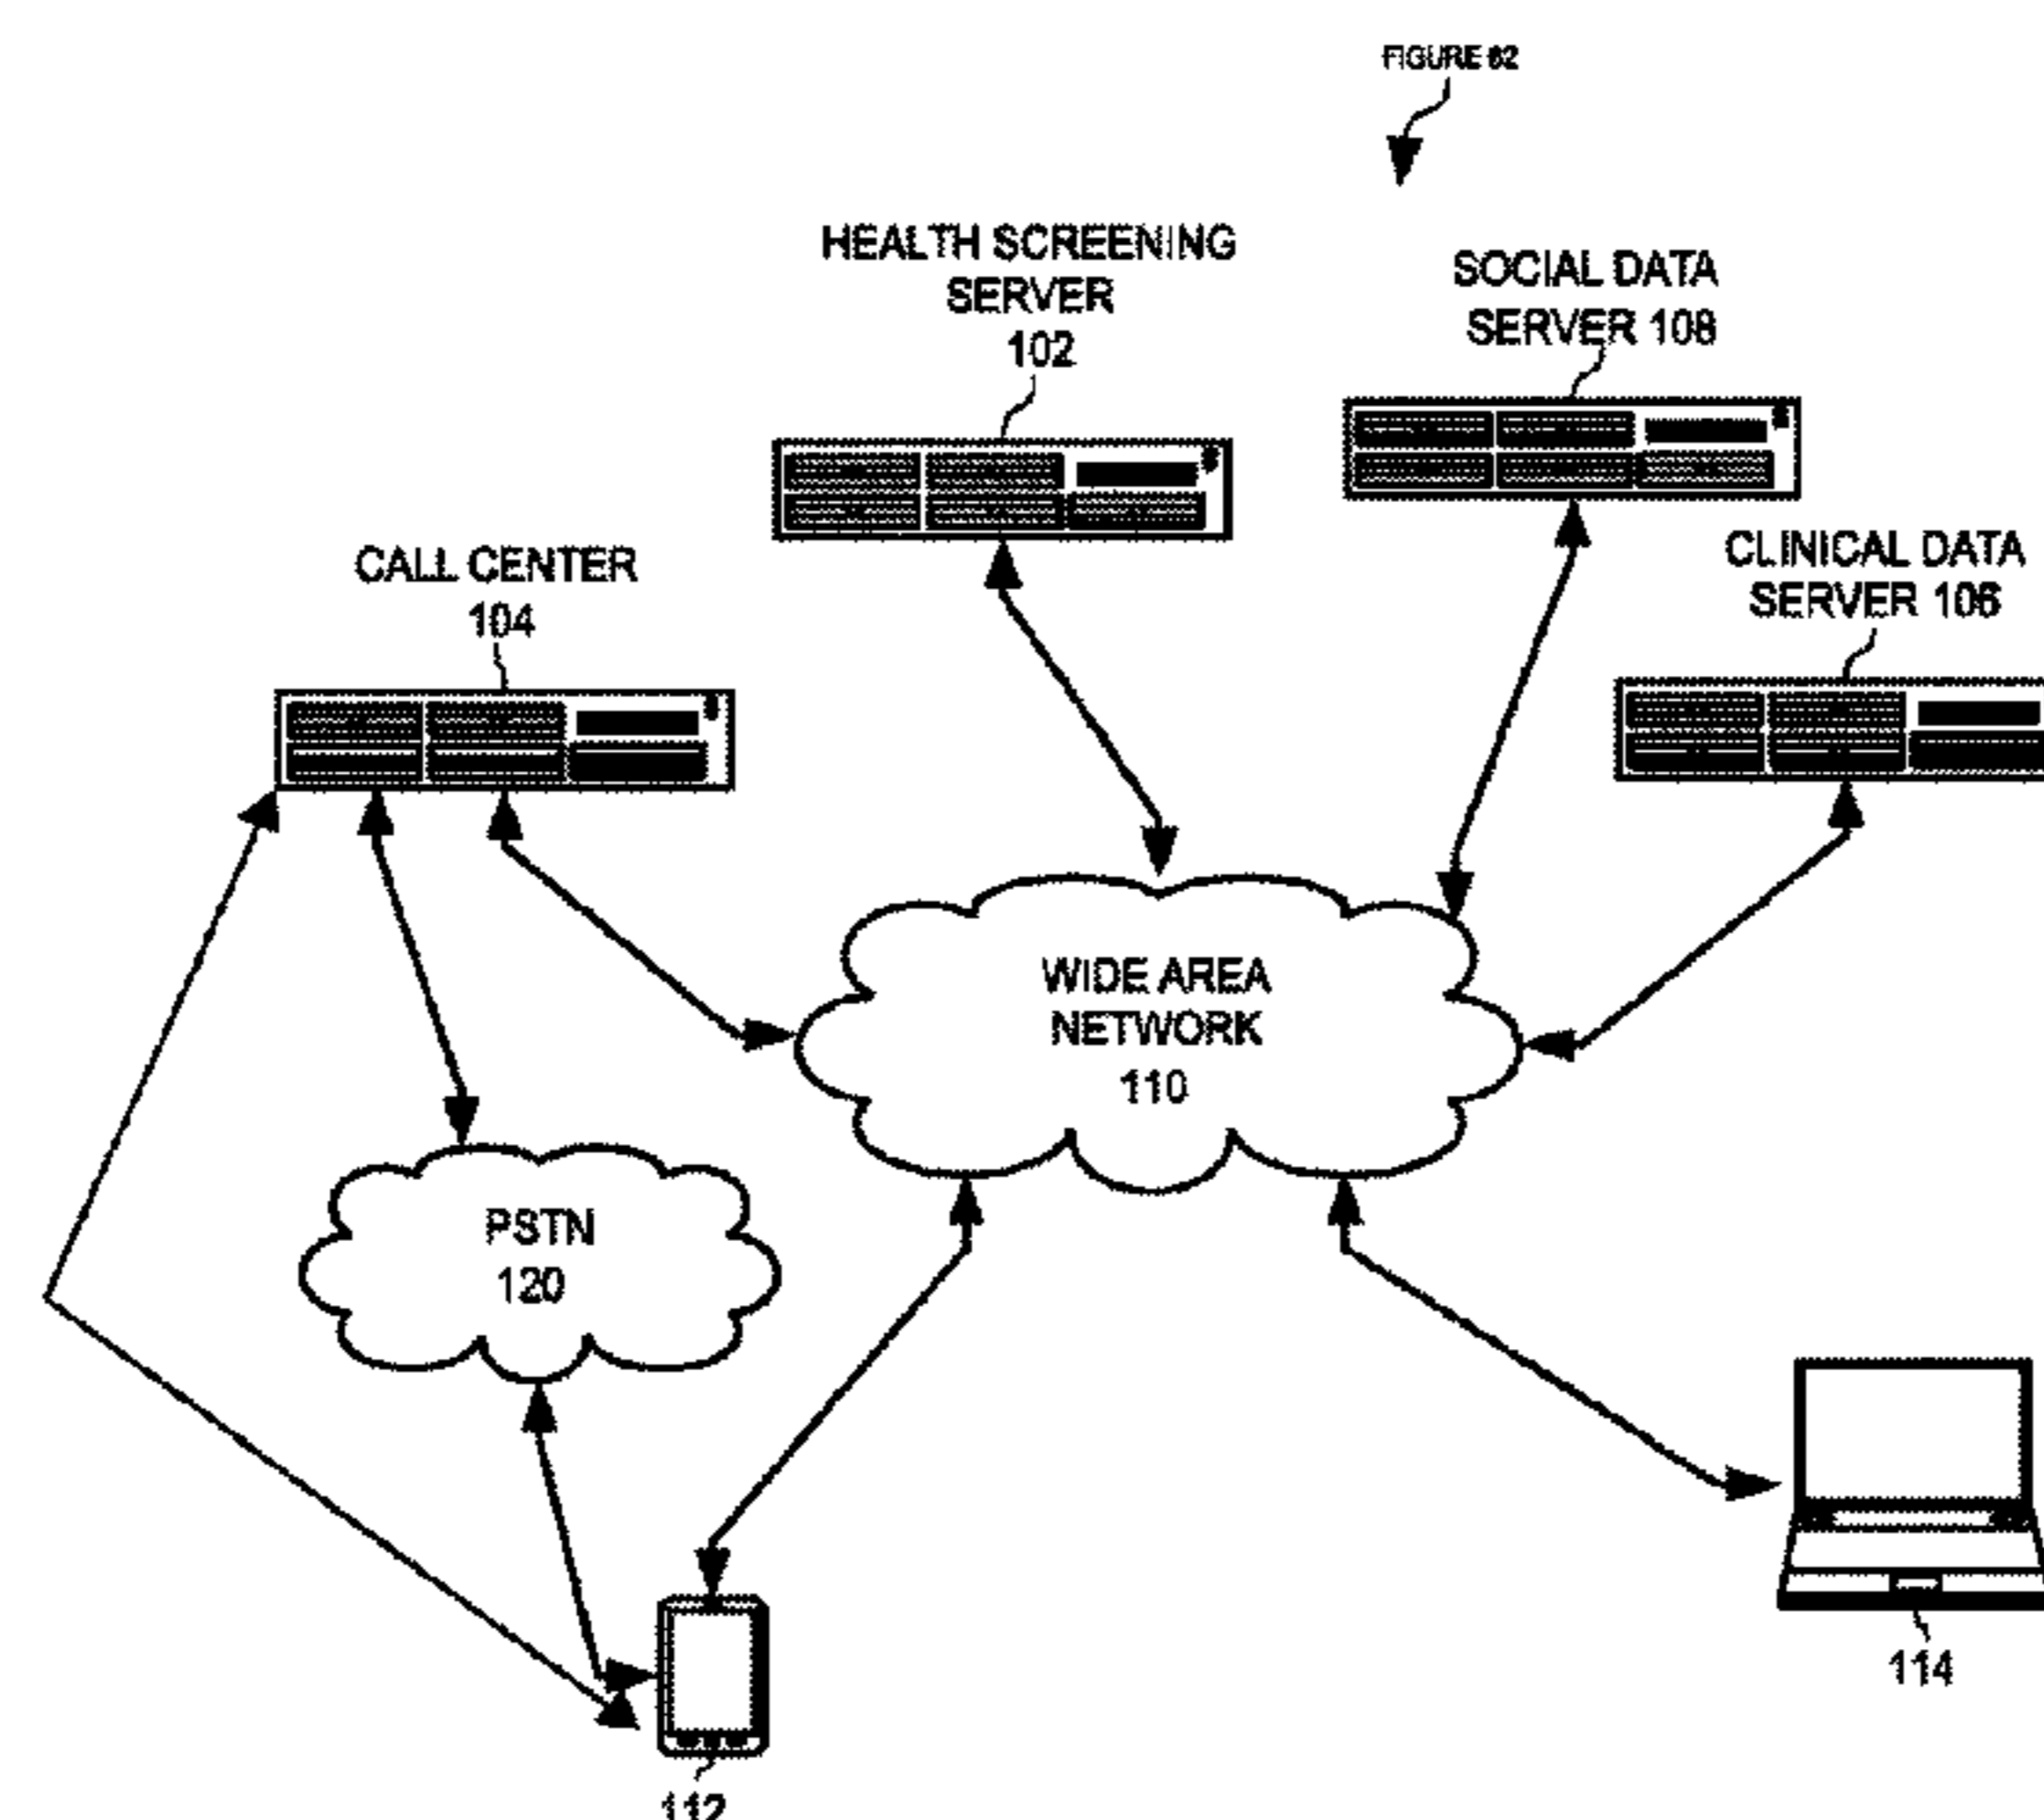 FIGURE 62
HEALTH SCREENING
SERVER
102
SOCIAL DATA
SERVER 108
CLINICAL DATA
SERVER 106
CALL CENTER
104
WIDE AREA
NETWORK
110
PSTN
120
114
112